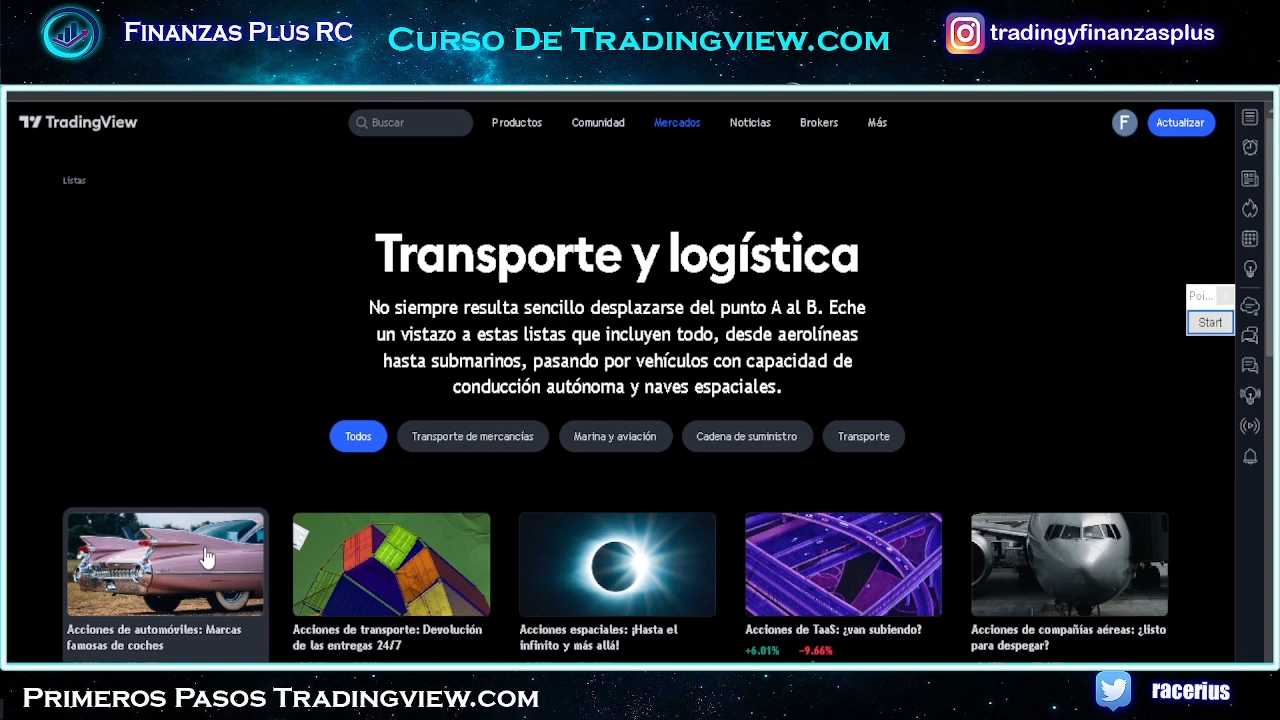 FINANZAS PLUS RC
CURSO DE TRADINGVIEW.COM
tradingyfinanzasplus
TradingView
Buscar
Productos
Comunidad
Mercados
Noticias
Brokers
Más
F
Actualizar
Listas
Transporte y logística
No siempre resulta sencillo desplazarse del punto A al B. Eche
un vistazo a estas listas que incluyen todo, desde aerolíneas
hasta submarinos, pasando por vehículos con capacidad de
conducción autónoma y naves espaciales.
Poi...
Start
Todos
Transporte de mercancías
Marina y aviación
Cadena de suministro
Transporte
Acciones de automóviles: Marcas
famosas de coches
Acciones de transporte: Devolución
de las entregas 24/7
Acciones espaciales: ¡Hasta el
infinito y más allá!
Acciones de TaaS: ¿van subiendo?
+6.01% −9.66%
Acciones de compañías aéreas: ¿listo
para despegar?
PRIMEROS PASOS TRADINGVIEW.COM
racerius